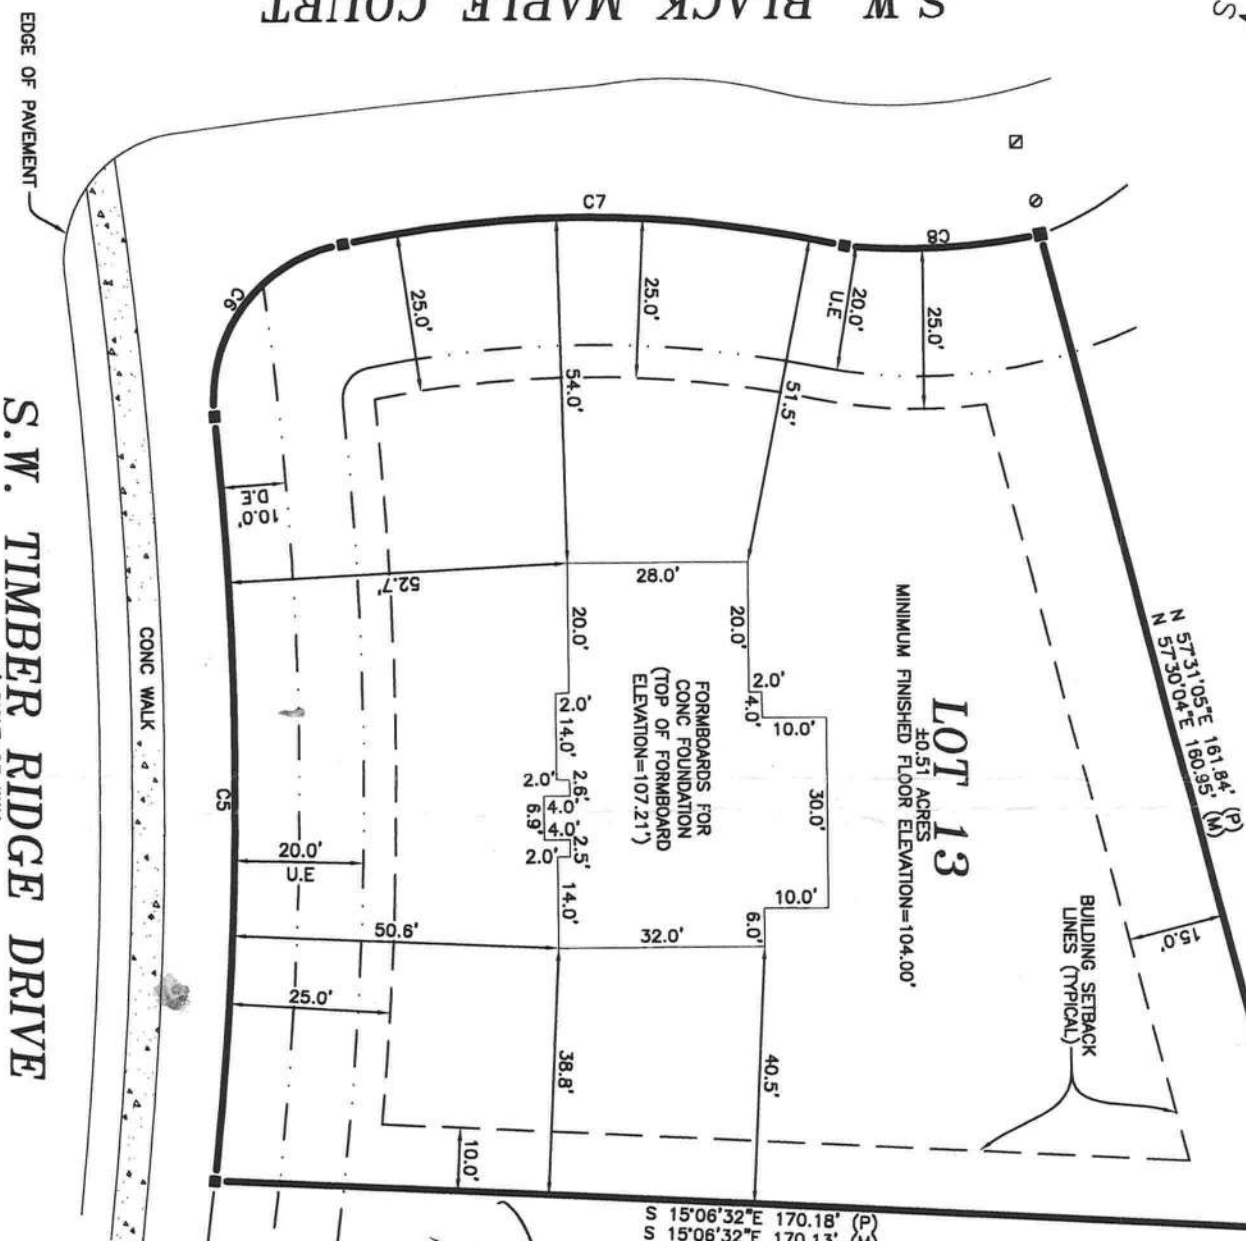 S.W. BLACK MAPLE COURT
EDGE OF PAVEMENT
S.W. TIMBER RIDGE DRIVE
CONC WALK
C7
C8
C6
C5
25.0'
25.0'
20.0'
U.E
25.0'
54.0'
51.5'
10.0'
D.E
52.7'
28.0'
20.0'
20.0'
2.0'
4.0'
10.0'
30.0'
10.0'
6.0'
32.0'
2.0'
14.0'
2.6'
2.0'
4.0'
6.9'
4.0'
2.5'
2.0'
14.0'
FORMBOARDS FOR
CONC FOUNDATION
(TOP OF FORMBOARD
ELEVATION=107.21')
LOT 13
±0.51 ACRES
MINIMUM FINISHED FLOOR ELEVATION=104.00'
N 57°31'05"E 161.84' (P)
N 57°30'04"E 160.95' (M)
15.0'
BUILDING SETBACK
LINES (TYPICAL)
20.0'
U.E
50.6'
25.0'
38.8'
40.5'
10.0'
S 15°06'32"E 170.18' (P)
S 15°06'32"E 170.13' (M)